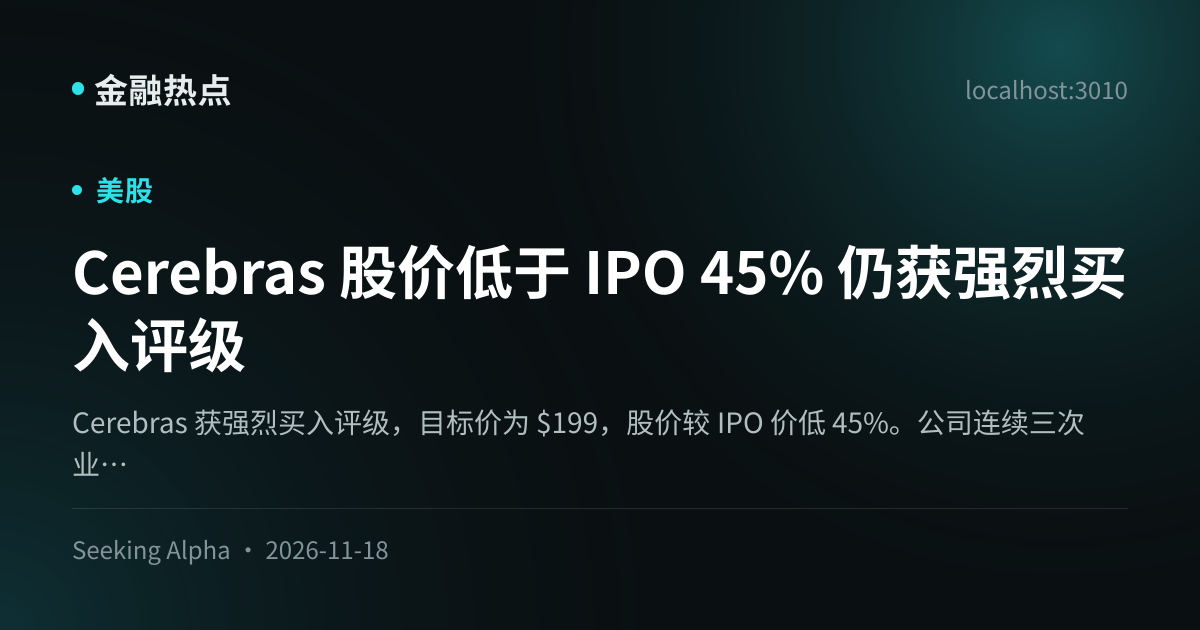 金融热点
localhost:3010
美股
Cerebras 股价低于 IPO 45% 仍获强烈买
入评级
Cerebras 获强烈买入评级，目标价为 $199，股价较 IPO 价低 45%。公司连续三次
业…
Seeking Alpha • 2026-11-18